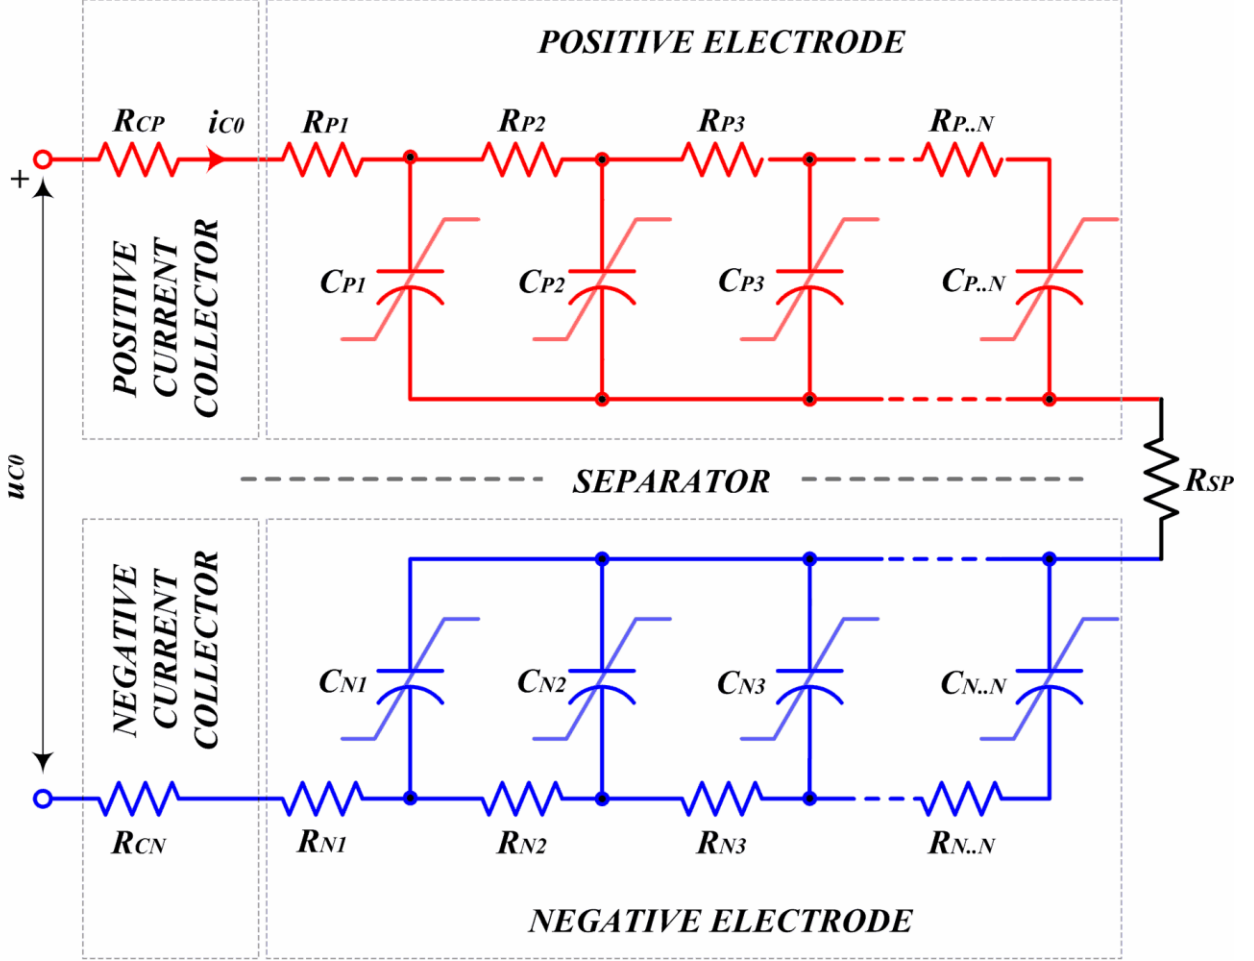 POSITIVE ELECTRODE
RCP
iC0
RP1
RP2
RP3
RP..N
+
POSITIVE
CURRENT
COLLECTOR
CP1
CP2
CP3
CP..N
uC0
SEPARATOR
RSP
NEGATIVE
CURRENT
COLLECTOR
CN1
CN2
CN3
CN..N
RCN
RN1
RN2
RN3
RN..N
NEGATIVE ELECTRODE